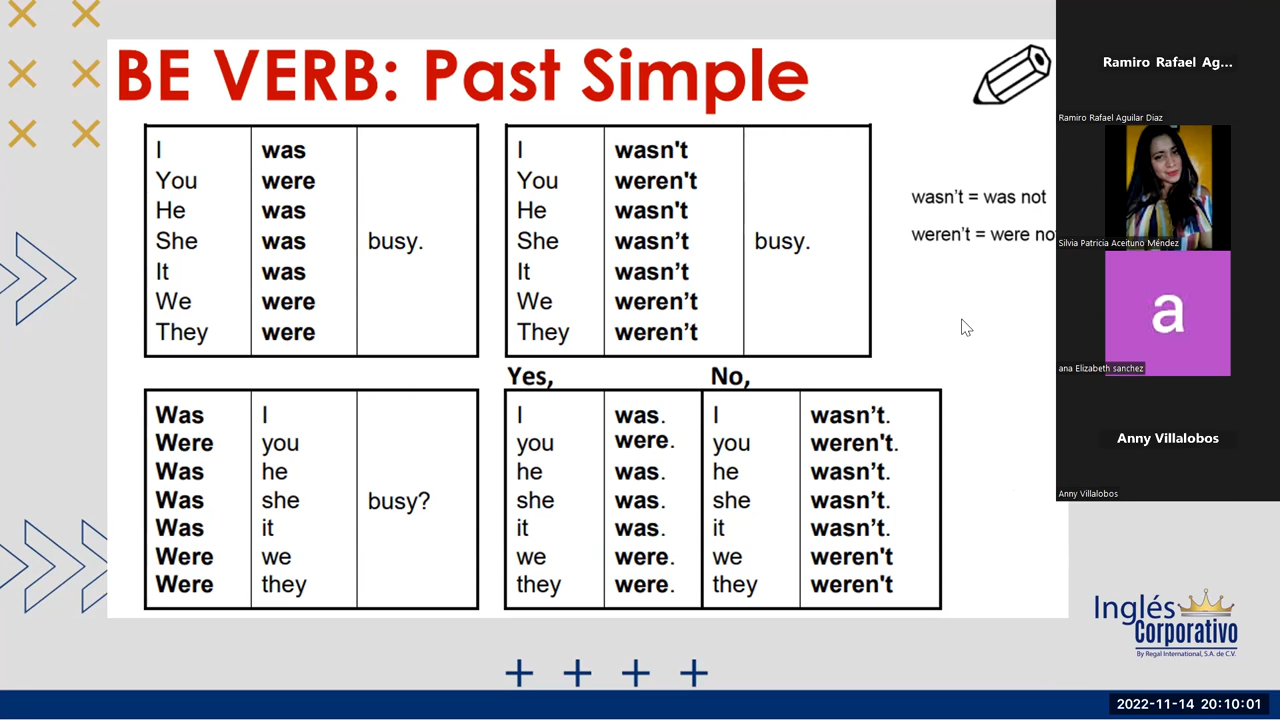 BE VERB: Past Simple
I was
You were
He was
She was busy.
It was
We were
They were
I wasn't
You weren't
He wasn't
She wasn’t busy.
It wasn’t
We weren’t
They weren’t
wasn’t = was not
weren’t = were no
Was I
Were you
Was he
Was she busy?
Was it
Were we
Were they
Yes, No,
I was. I wasn’t.
you were. you weren't.
he was. he wasn’t.
she was. she wasn’t.
it was. it wasn’t.
we were. we weren't
they were. they weren't
Ramiro Rafael Ag...
Ramiro Rafael Aguilar Diaz
Silvia Patricia Aceituno Méndez
a
ana Elizabeth sanchez
Anny Villalobos
Anny Villalobos
Inglés
Corporativo
By Regal International, S.A. de C.V.
2022-11-14 20:10:01